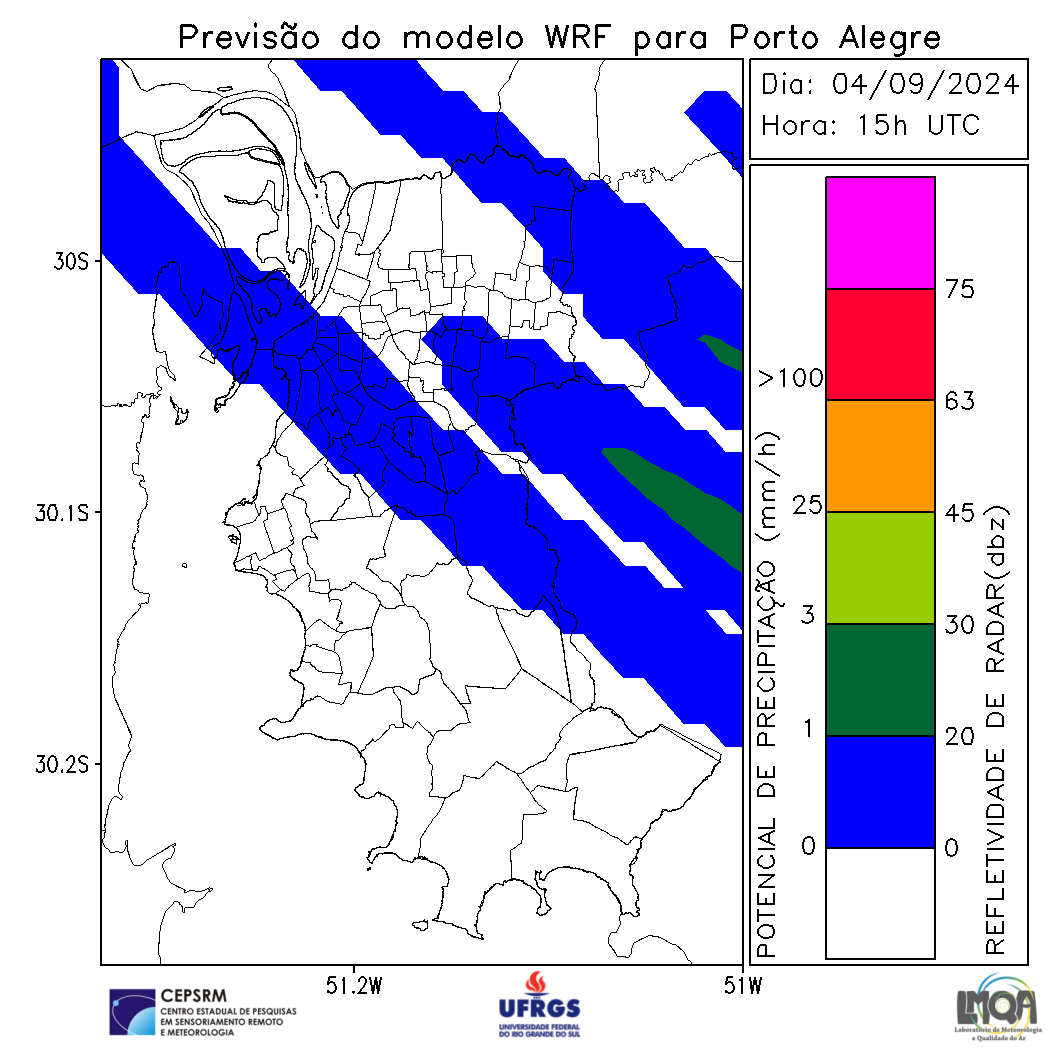 Previsão do modelo WRF para Porto Alegre
Dia: 04/09/2024
Hora: 15h UTC
30S
30.1S
30.2S
51.2W
51W
POTENCIAL DE PRECIPITAÇÃO (mm/h)
>100
25
3
1
0
75
63
45
30
20
0
REFLETIVIDADE DE RADAR(dbz)
CEPSRM
CENTRO ESTADUAL DE PESQUISAS
EM SENSORIAMENTO REMOTO
E METEOROLOGIA
UFRGS
UNIVERSIDADE FEDERAL
DO RIO GRANDE DO SUL
LMQA
Laboratório de Meteorologia
e Qualidade do Ar